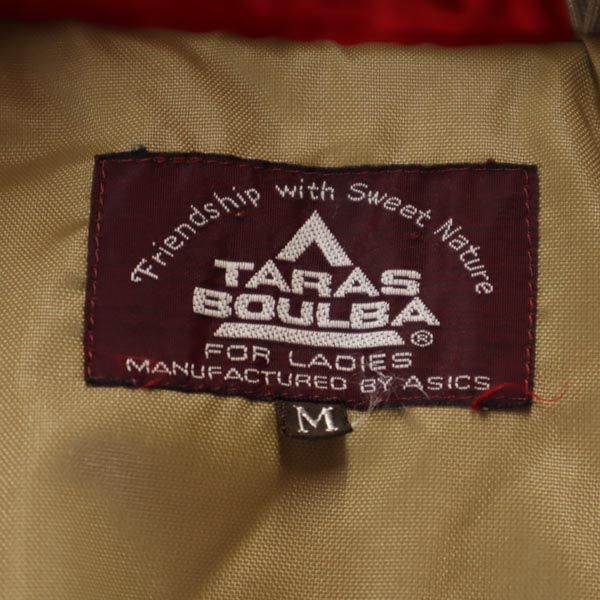 Friendship with Sweet Nature
TARAS
BOULBA®
FOR LADIES
MANUFACTURED BY ASICS
M